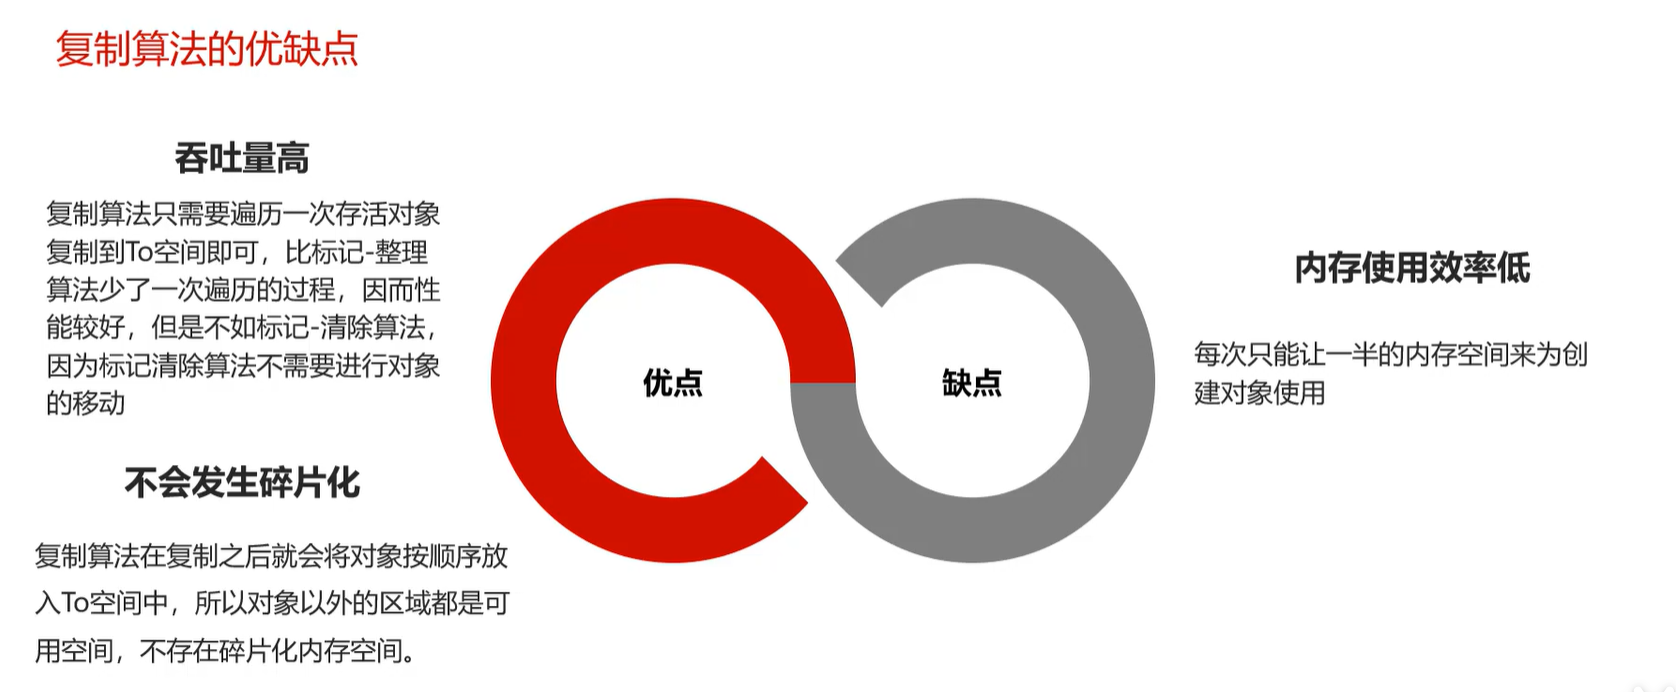 复制算法的优缺点
吞吐量高
复制算法只需要遍历一次存活对象
复制到To空间即可，比标记-整理
算法少了一次遍历的过程，因而性
能较好，但是不如标记-清除算法，
因为标记清除算法不需要进行对象
的移动
不会发生碎片化
复制算法在复制之后就会将对象按顺序放
入To空间中，所以对象以外的区域都是可
用空间，不存在碎片化内存空间。
优点
缺点
内存使用效率低
每次只能让一半的内存空间来为创
建对象使用